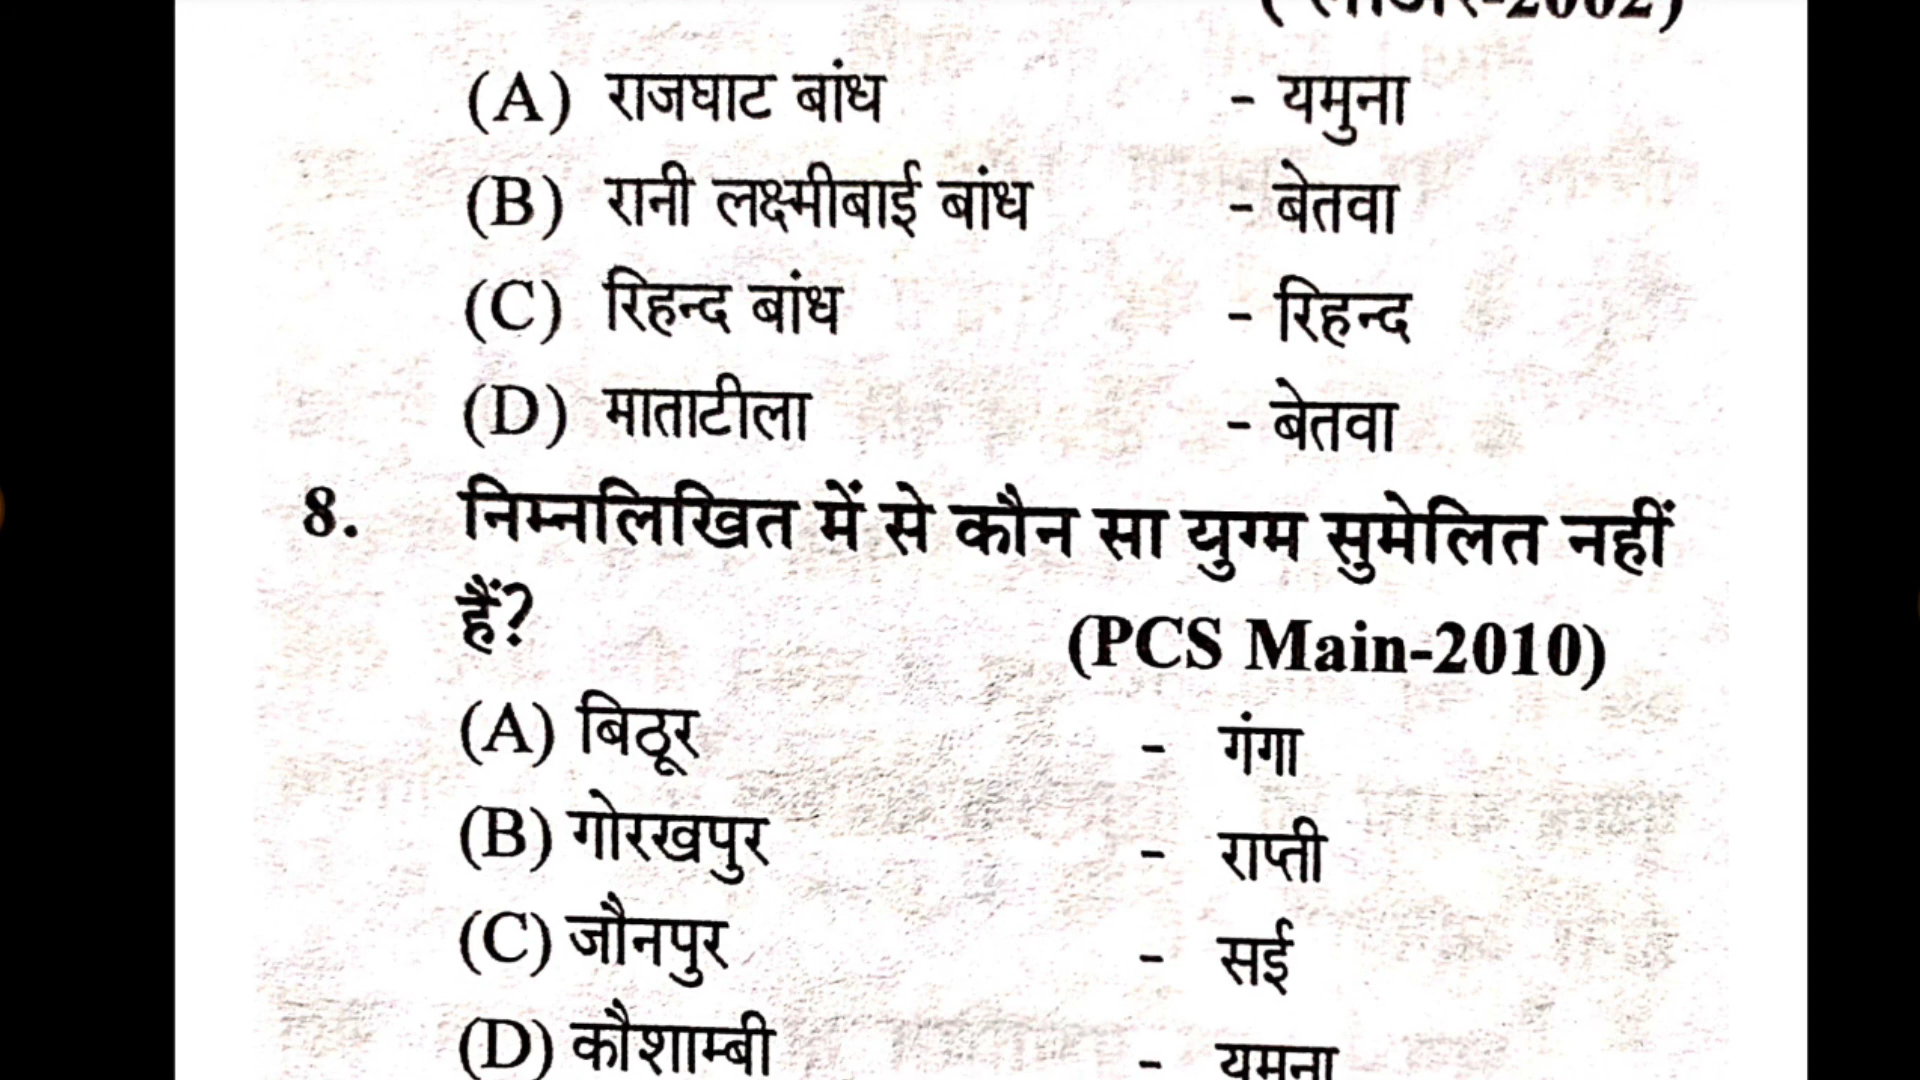 (A) राजघाट बांध - यमुना
(B) रानी लक्ष्मीबाई बांध - बेतवा
(C) रिहन्द बांध - रिहन्द
(D) माताटीला - बेतवा
8. निम्नलिखित में से कौन सा युग्म सुमेलित नहीं
हैं?
(PCS Main-2010)
(A) बिठूर - गंगा
(B) गोरखपुर - राप्ती
(C) जौनपुर - सई
(D) कौशाम्बी - यमुना